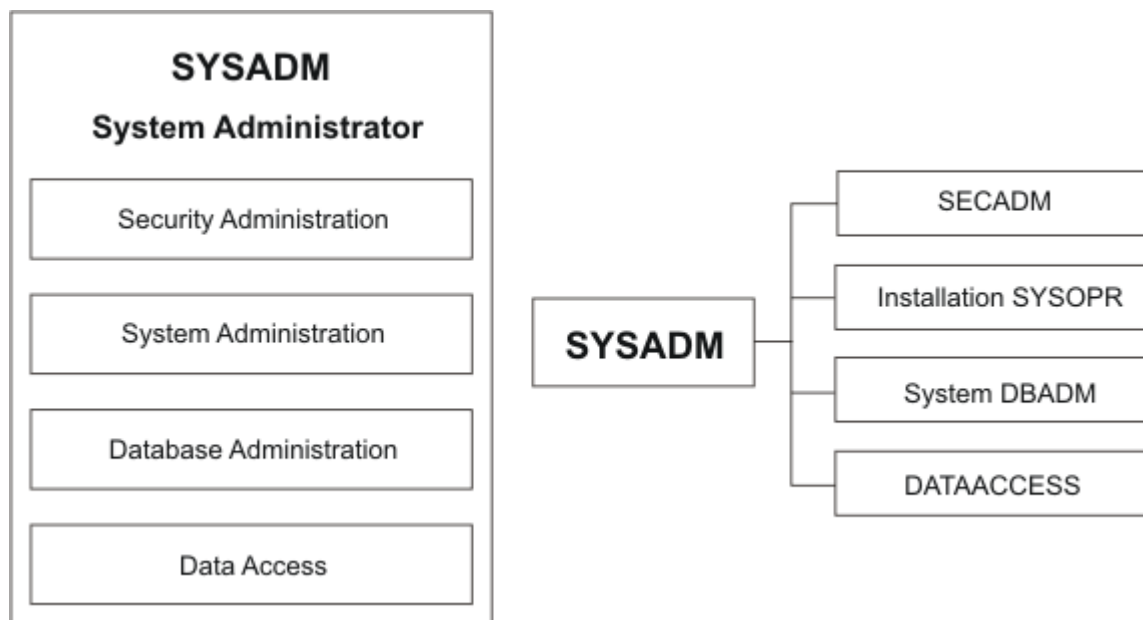 SYSADM
System Administrator
Security Administration
System Administration
Database Administration
Data Access
SYSADM
SECADM
Installation SYSOPR
System DBADM
DATAACCESS